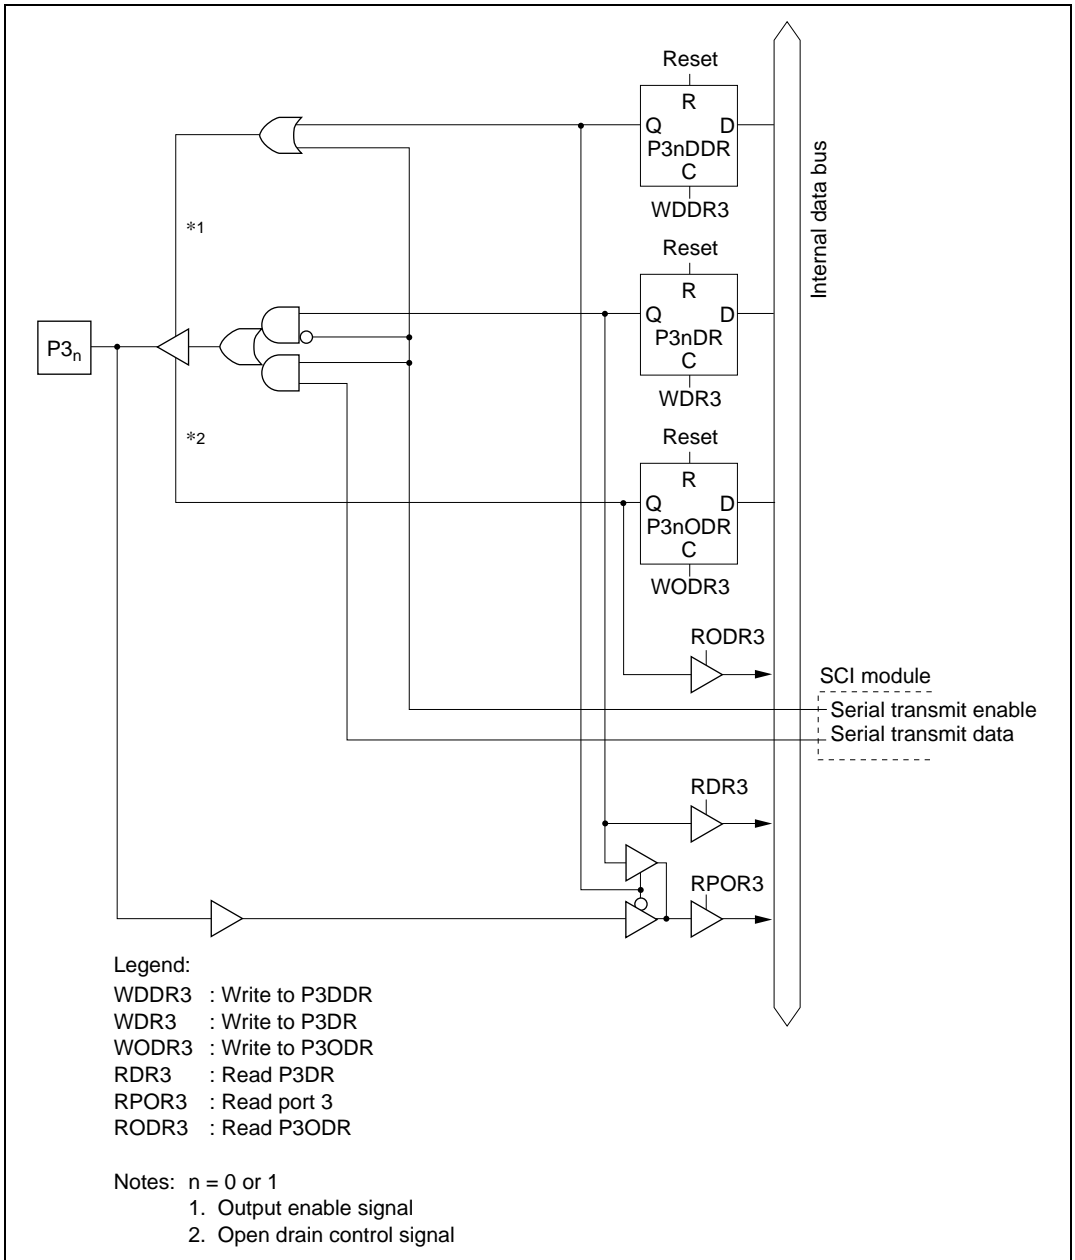 Reset
R
Q D
P3nDDR
C
WDDR3
Internal data bus
*1
Reset
R
Q D
P3nDR
C
WDR3
P3n
*2
Reset
R
Q D
P3nODR
C
WODR3
RODR3
SCI module
Serial transmit enable
Serial transmit data
RDR3
RPOR3
Legend:
WDDR3 : Write to P3DDR
WDR3 : Write to P3DR
WODR3 : Write to P3ODR
RDR3 : Read P3DR
RPOR3 : Read port 3
RODR3 : Read P3ODR
Notes: n = 0 or 1
1. Output enable signal
2. Open drain control signal